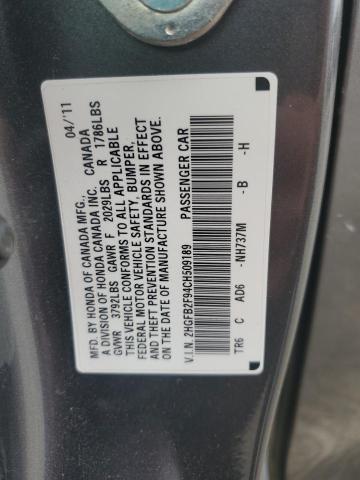 MFD. BY HONDA OF CANADA MFG., 04/'11
A DIVISION OF HONDA CANADA INC. CANADA
GVWR 3792LBS GAWR F 2029LBS R 1786LBS
THIS VEHICLE CONFORMS TO ALL APPLICABLE
FEDERAL MOTOR VEHICLE SAFETY, BUMPER,
AND THEFT PREVENTION STANDARDS IN EFFECT
ON THE DATE OF MANUFACTURE SHOWN ABOVE.
V.I.N. 2HGFB2F94CH509189 PASSENGER CAR
TR6 C AD6 -NH737M -B -H